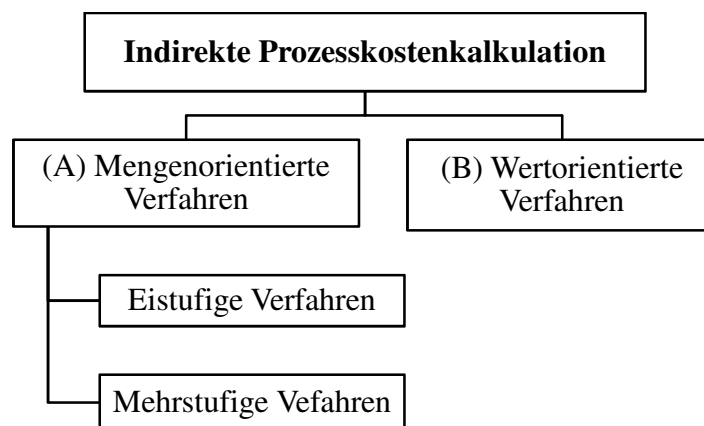 Indirekte Prozesskostenkalkulation
(A) Mengenorientierte
Verfahren
(B) Wertorientierte
Verfahren
Eistufige Verfahren
Mehrstufige Vefahren